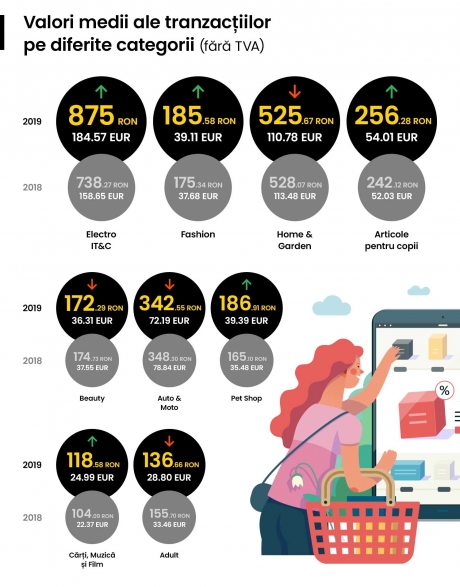 Valori medii ale tranzacțiilor
pe diferite categorii (fără TVA)
2019
875 RON
184.57 EUR
185.58 RON
39.11 EUR
525.67 RON
110.78 EUR
256.28 RON
54.01 EUR
2018
738.27 RON
158.65 EUR
175.34 RON
37.68 EUR
528.07 RON
113.48 EUR
242.12 RON
52.03 EUR
Electro
IT&C
Fashion
Home &
Garden
Articole
pentru copii
2019
172.29 RON
36.31 EUR
342.55 RON
72.19 EUR
186.91 RON
39.39 EUR
2018
174.73 RON
37.55 EUR
348.30 RON
78.84 EUR
165.10 RON
35.48 EUR
Beauty
Auto &
Moto
Pet Shop
%
2019
118.58 RON
24.99 EUR
136.66 RON
28.80 EUR
2018
104.09 RON
22.37 EUR
155.70 RON
33.46 EUR
Cărți, Muzică
și Film
Adult